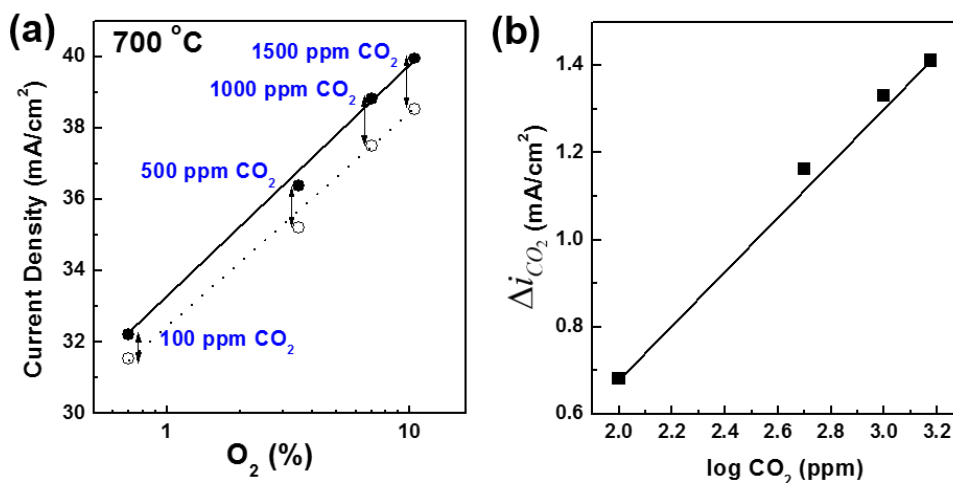 (a)
700 °C
1500 ppm CO₂
1000 ppm CO₂
500 ppm CO₂
100 ppm CO₂
Current Density (mA/cm²)
40
38
36
34
32
30
1 10
O₂ (%)
(b)
ΔiCO₂ (mA/cm²)
1.4
1.2
1.0
0.8
0.6
2.0 2.2 2.4 2.6 2.8 3.0 3.2
log CO₂ (ppm)